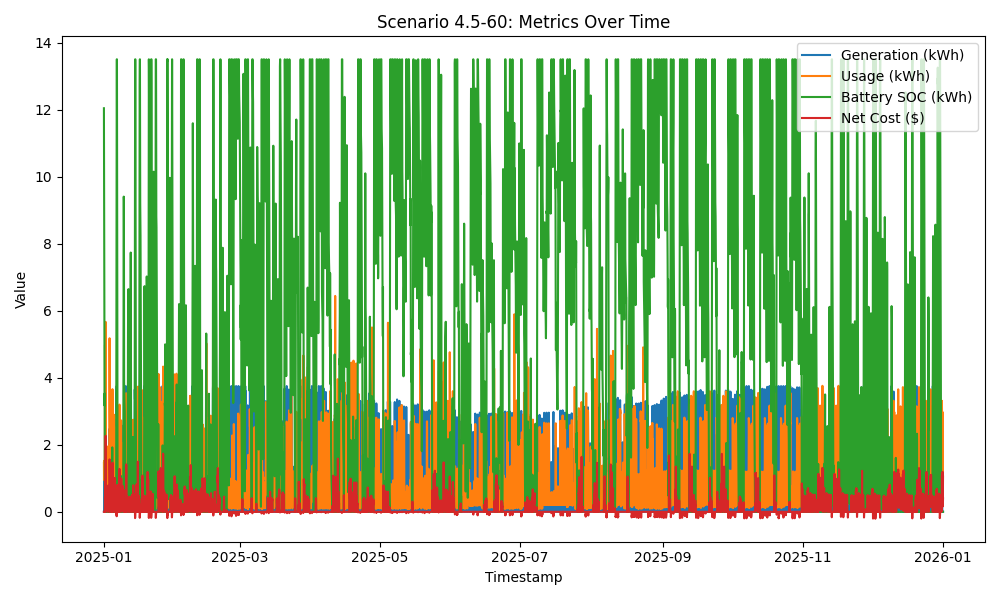 Scenario 4.5-60: Metrics Over Time
Generation (kWh)
Usage (kWh)
Battery SOC (kWh)
Net Cost ($)
Value
14
12
10
8
6
4
2
0
2025-01
2025-03
2025-05
2025-07
2025-09
2025-11
2026-01
Timestamp